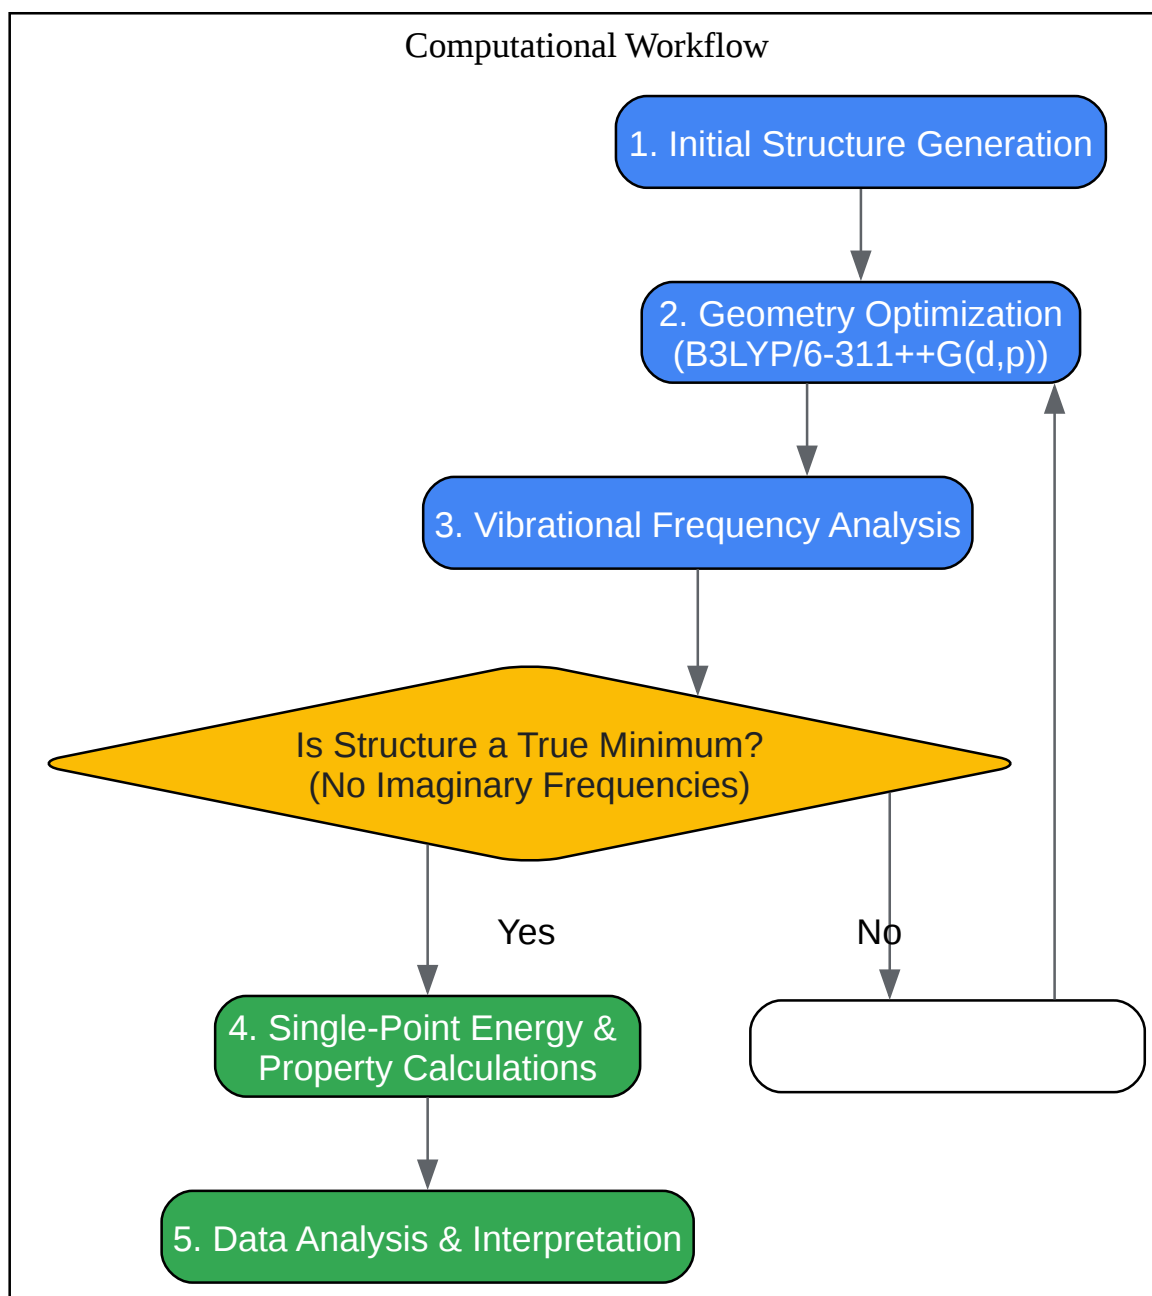 Computational Workflow
1. Initial Structure Generation
2. Geometry Optimization
(B3LYP/6-311++G(d,p))
3. Vibrational Frequency Analysis
Is Structure a True Minimum?
(No Imaginary Frequencies)
Yes
No
4. Single-Point Energy &
Property Calculations
5. Data Analysis & Interpretation